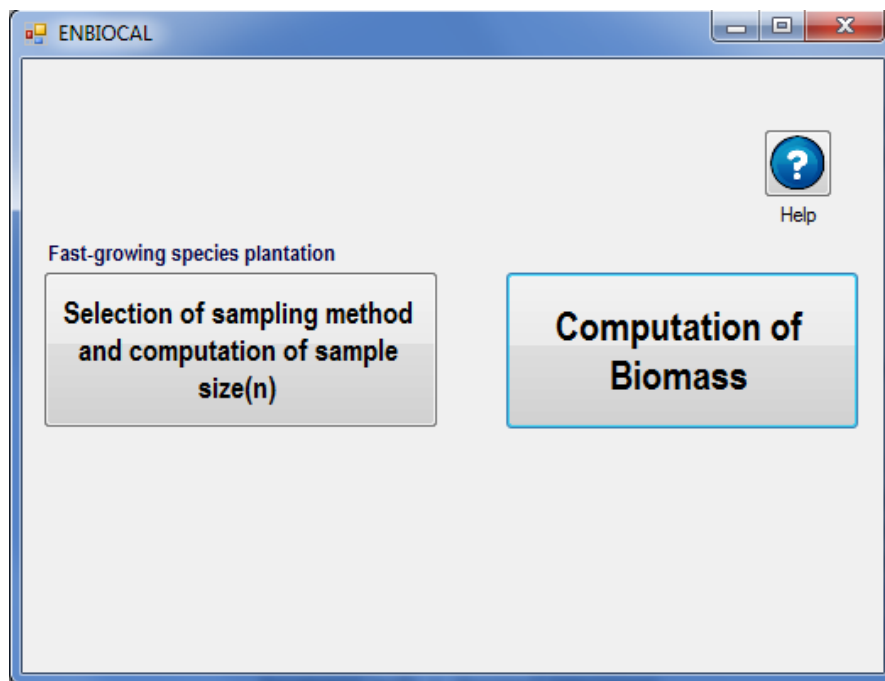 ENBIOCAL
?
Help
Fast-growing species plantation
Selection of sampling method
and computation of sample
size(n)
Computation of
Biomass